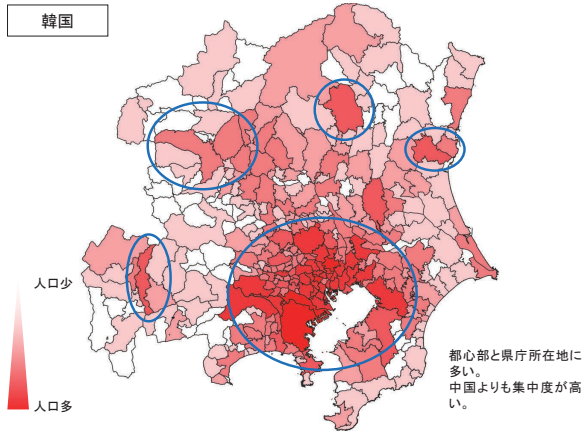 韓国
人口少
人口多
都心部と県庁所在地に
多い。
中国よりも集中度が高
い。